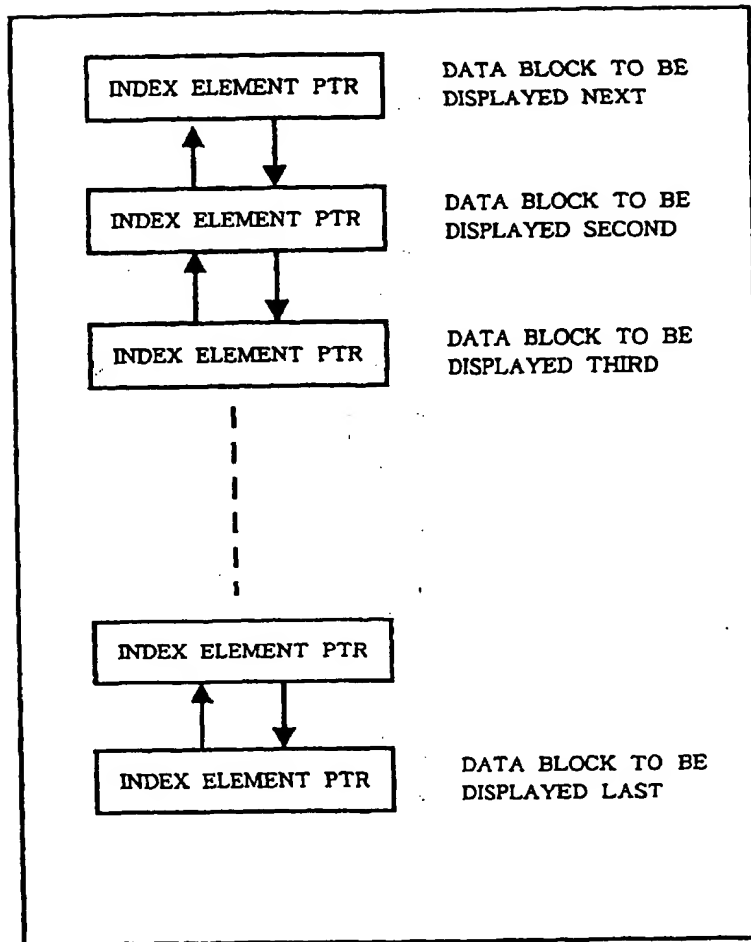 INDEX ELEMENT PTR
DATA BLOCK TO BE
DISPLAYED NEXT
INDEX ELEMENT PTR
DATA BLOCK TO BE
DISPLAYED SECOND
INDEX ELEMENT PTR
DATA BLOCK TO BE
DISPLAYED THIRD
INDEX ELEMENT PTR
INDEX ELEMENT PTR
DATA BLOCK TO BE
DISPLAYED LAST